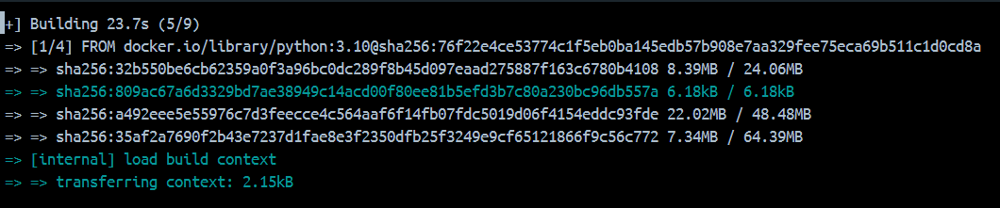 +] Building 23.7s (5/9)
=> [1/4] FROM docker.io/library/python:3.10@sha256:76f22e4ce53774c1f5eb0ba145edb57b908e7aa329fee75eca69b511c1d0cd8a
=> => sha256:32b550be6cb62359a0f3a96bc0dc289f8b45d097eaad275887f163c6780b4108 8.39MB / 24.06MB
=> => sha256:809ac67a6d3329bd7ae38949c14acd00f80ee81b5efd3b7c80a230bc96db557a 6.18kB / 6.18kB
=> => sha256:a492eee5e55976c7d3feecce4c564aaf6f14fb07fdc5019d06f4154eddc93fde 22.02MB / 48.48MB
=> => sha256:35af2a7690f2b43e7237d1fae8e3f2350dfb25f3249e9cf65121866f9c56c772 7.34MB / 64.39MB
=> [internal] load build context
=> => transferring context: 2.15kB